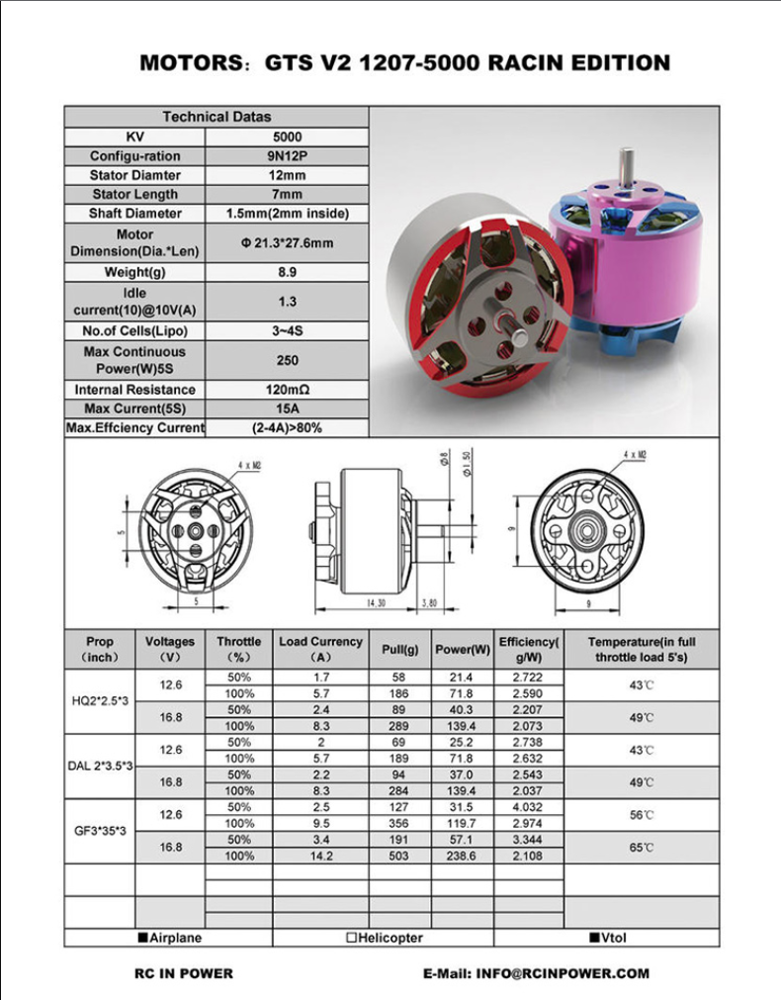 MOTORS: GTS V2 1207-5000 RACIN EDITION
Technical Datas
KV 5000
Configu-ration 9N12P
Stator Diamter 12mm
Stator Length 7mm
Shaft Diameter 1.5mm(2mm inside)
Motor
Dimension(Dia.*Len) Φ 21.3*27.6mm
Weight(g) 8.9
Idle
current(10)@10V(A) 1.3
No.of Cells(Lipo) 3~4S
Max Continuous
Power(W)5S 250
Internal Resistance 120mΩ
Max Current(5S) 15A
Max.Effciency Current (2-4A)>80%
4 x M2
5
5
Ø8
Ø1.50
14.30
3.80
4 x M2
9
9
Prop
(inch)
Voltages
(V)
Throttle
(%)
Load Currency
(A)
Pull(g)
Power(W)
Efficiency(
g/W)
Temperature(in full
throttle load 5's)
HQ2*2.5*3
12.6
50% 1.7 58 21.4 2.722
100% 5.7 186 71.8 2.590
43℃
16.8
50% 2.4 89 40.3 2.207
100% 8.3 289 139.4 2.073
49℃
DAL 2*3.5*3
12.6
50% 2 69 25.2 2.738
100% 5.7 189 71.8 2.632
43℃
16.8
50% 2.2 94 37.0 2.543
100% 8.3 284 139.4 2.037
49℃
GF3*35*3
12.6
50% 2.5 127 31.5 4.032
100% 9.5 356 119.7 2.974
56℃
16.8
50% 3.4 191 57.1 3.344
100% 14.2 503 238.6 2.108
65℃
■Airplane □Helicopter ■Vtol
RC IN POWER E-Mail: INFO@RCINPOWER.COM